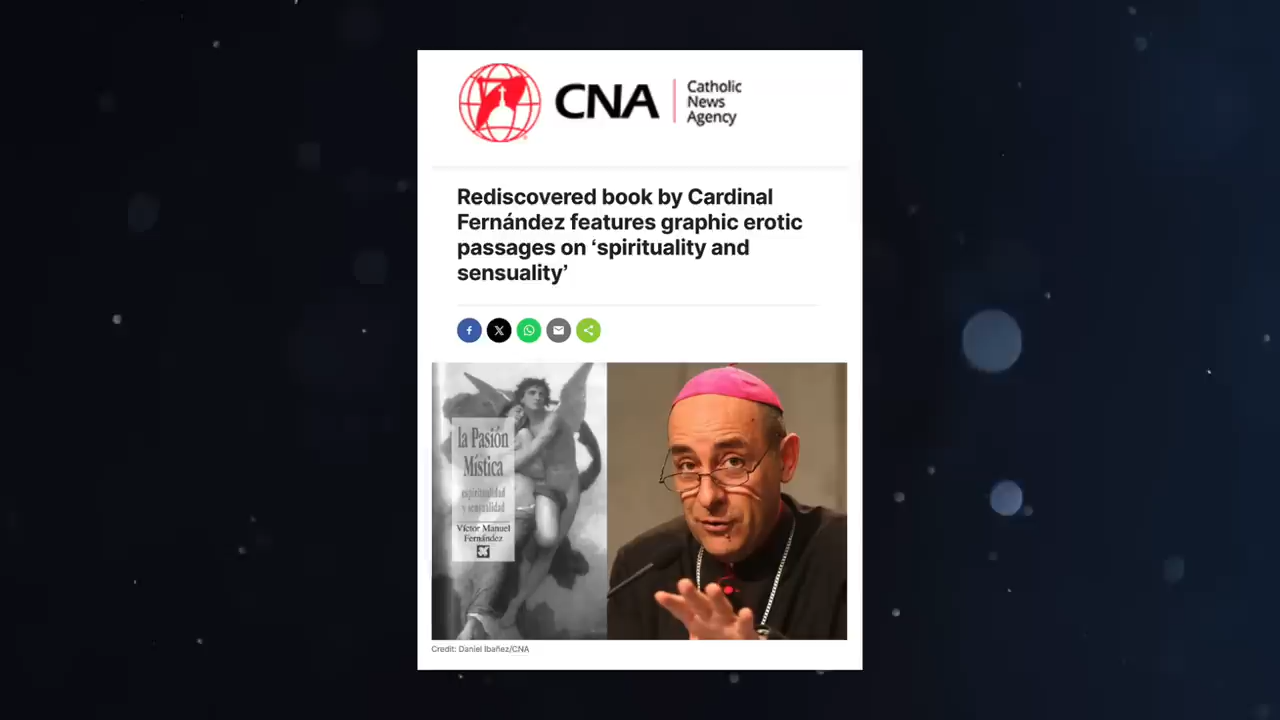 CNA
Catholic
News
Agency
Rediscovered book by Cardinal
Fernández features graphic erotic
passages on ‘spirituality and
sensuality’
la Pasión
Mística
espiritualidad
y sensualidad
Víctor Manuel
Fernández
Credit: Daniel Ibañez/CNA